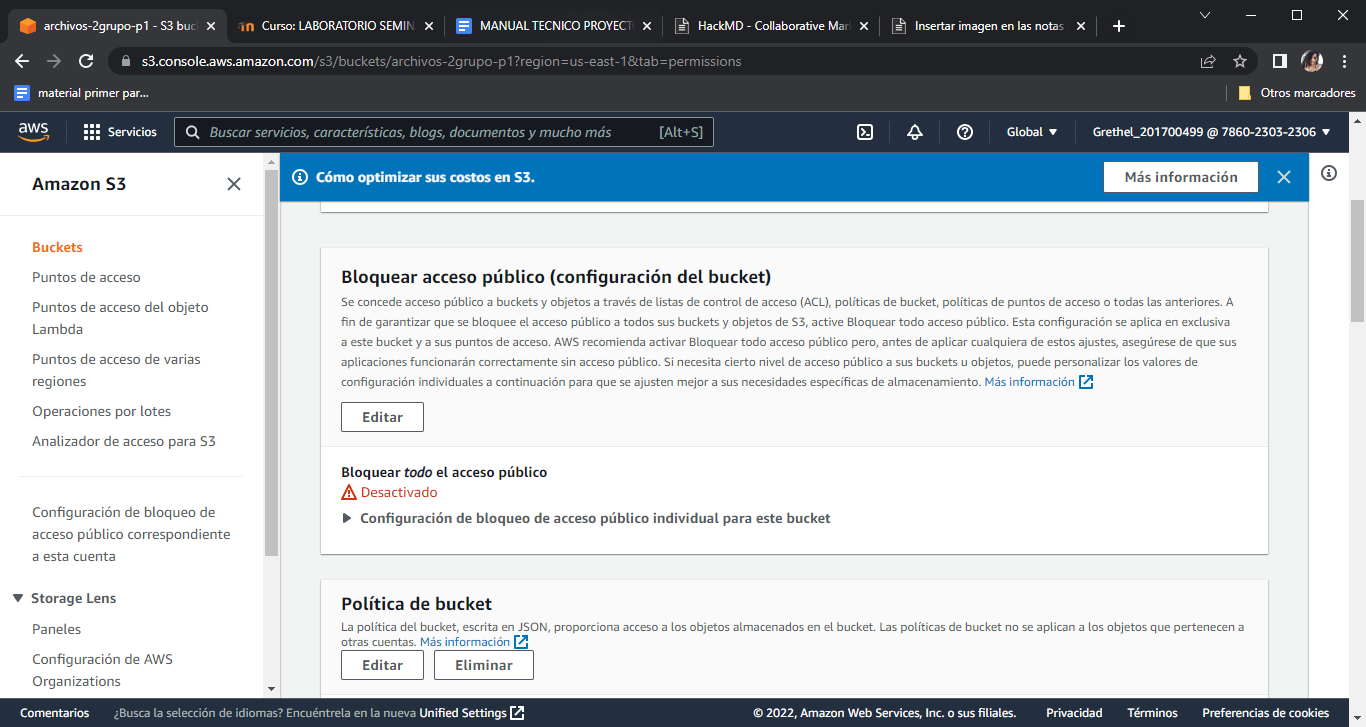 archivos-2grupo-p1 - S3 buc
Curso: LABORATORIO SEMIN
MANUAL TECNICO PROYECT
HackMD - Collaborative Mar
Insertar imagen en las notas
s3.console.aws.amazon.com/s3/buckets/archivos-2grupo-p1?region=us-east-1&tab=permissions
material primer par...
Otros marcadores
aws
Servicios
Buscar servicios, características, blogs, documentos y mucho más [Alt+S]
Global
Grethel_201700499 @ 7860-2303-2306
Amazon S3
Buckets
Puntos de acceso
Puntos de acceso del objeto
Lambda
Puntos de acceso de varias
regiones
Operaciones por lotes
Analizador de acceso para S3
Configuración de bloqueo de
acceso público correspondiente
a esta cuenta
Storage Lens
Paneles
Configuración de AWS
Organizations
Cómo optimizar sus costos en S3.
Más información
Bloquear acceso público (configuración del bucket)
Se concede acceso público a buckets y objetos a través de listas de control de acceso (ACL), políticas de bucket, políticas de puntos de acceso o todas las anteriores. A
fin de garantizar que se bloquee el acceso público a todos sus buckets y objetos de S3, active Bloquear todo acceso público. Esta configuración se aplica en exclusiva
a este bucket y a sus puntos de acceso. AWS recomienda activar Bloquear todo acceso público pero, antes de aplicar cualquiera de estos ajustes, asegúrese de que sus
aplicaciones funcionarán correctamente sin acceso público. Si necesita cierto nivel de acceso público a sus buckets u objetos, puede personalizar los valores de
configuración individuales a continuación para que se ajusten mejor a sus necesidades específicas de almacenamiento. Más información
Editar
Bloquear todo el acceso público
Desactivado
Configuración de bloqueo de acceso público individual para este bucket
Política de bucket
La política del bucket, escrita en JSON, proporciona acceso a los objetos almacenados en el bucket. Las políticas de bucket no se aplican a los objetos que pertenecen a
otras cuentas. Más información
Editar
Eliminar
Comentarios
¿Busca la selección de idiomas? Encuéntrela en la nueva Unified Settings
© 2022, Amazon Web Services, Inc. o sus filiales.
Privacidad
Términos
Preferencias de cookies